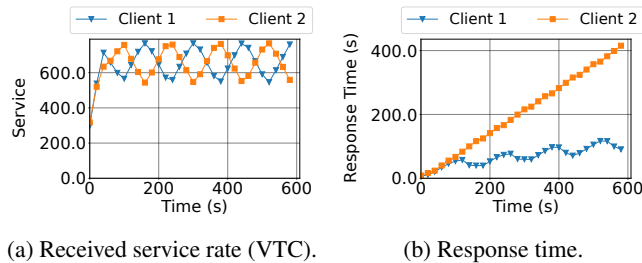 Client 1 Client 2
Service
600.0
400.0
200.0
0.0
0 200 400 600
Time (s)
(a) Received service rate (VTC).
Client 1 Client 2
Response Time (s)
400.0
200.0
0.0
0 200 400 600
Time (s)
(b) Response time.